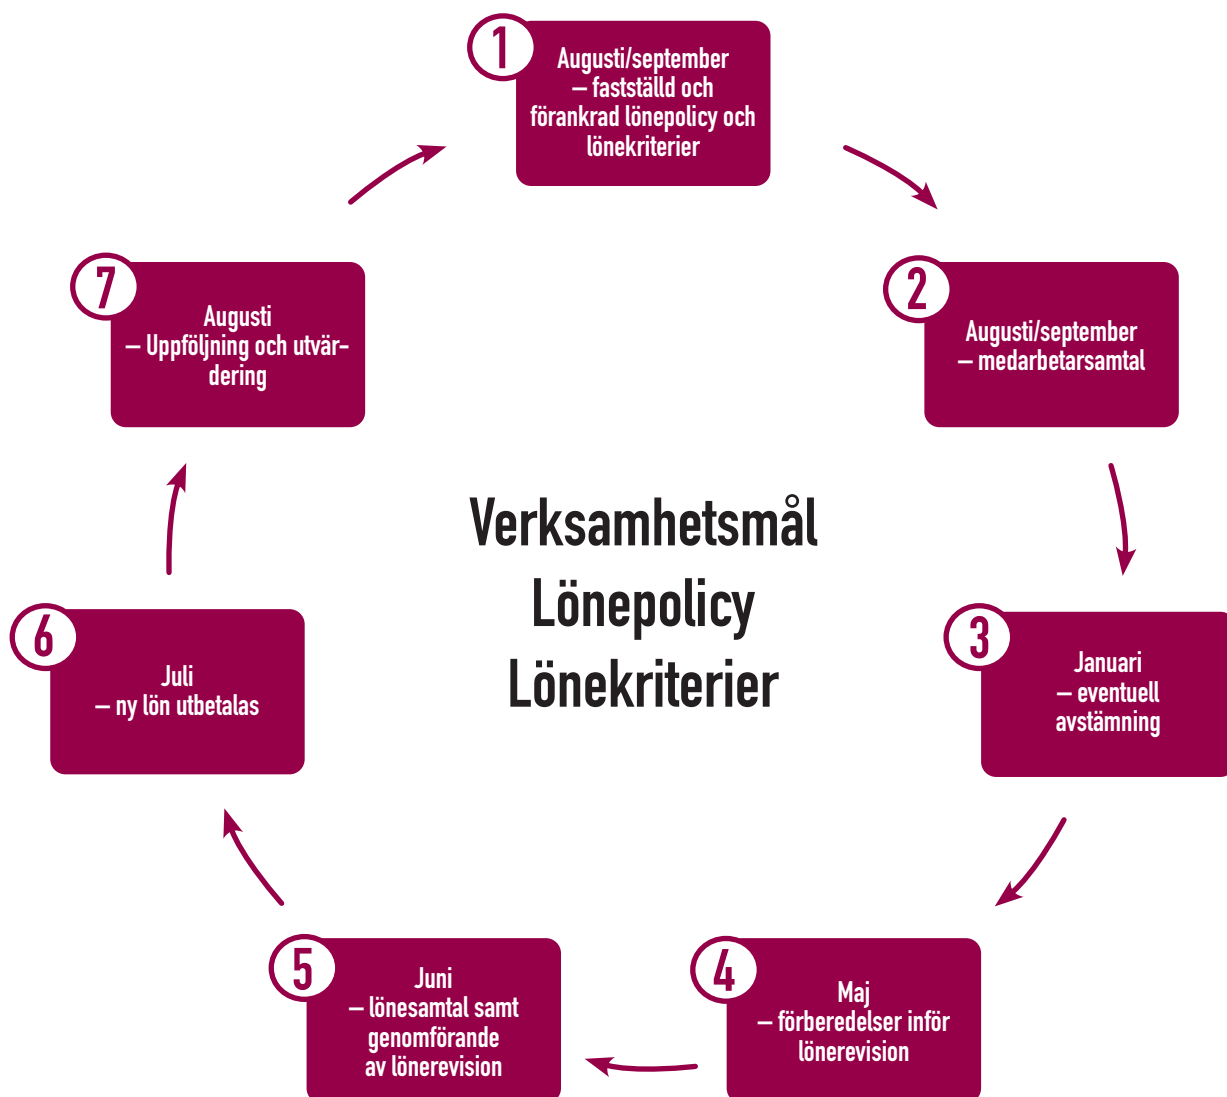 1
Augusti/september
– fastställd och
förankrad lönepolicy och
lönekriterier
2
Augusti/september
– medarbetarsamtal
3
Januari
– eventuell
avstämning
4
Maj
– förberedelser inför
lönerevision
5
Juni
– lönesamtal samt
genomförande
av lönerevision
6
Juli
– ny lön utbetalas
7
Augusti
– Uppföljning och utvär-
dering
Verksamhetsmål
Lönepolicy
Lönekriterier